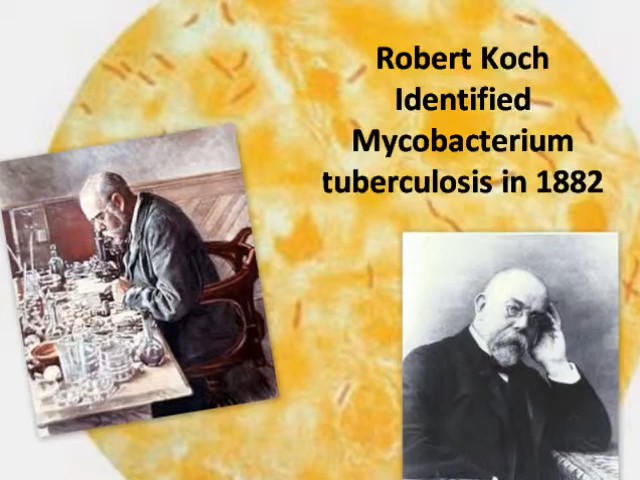 Robert Koch
Identified
Mycobacterium
tuberculosis in 1882